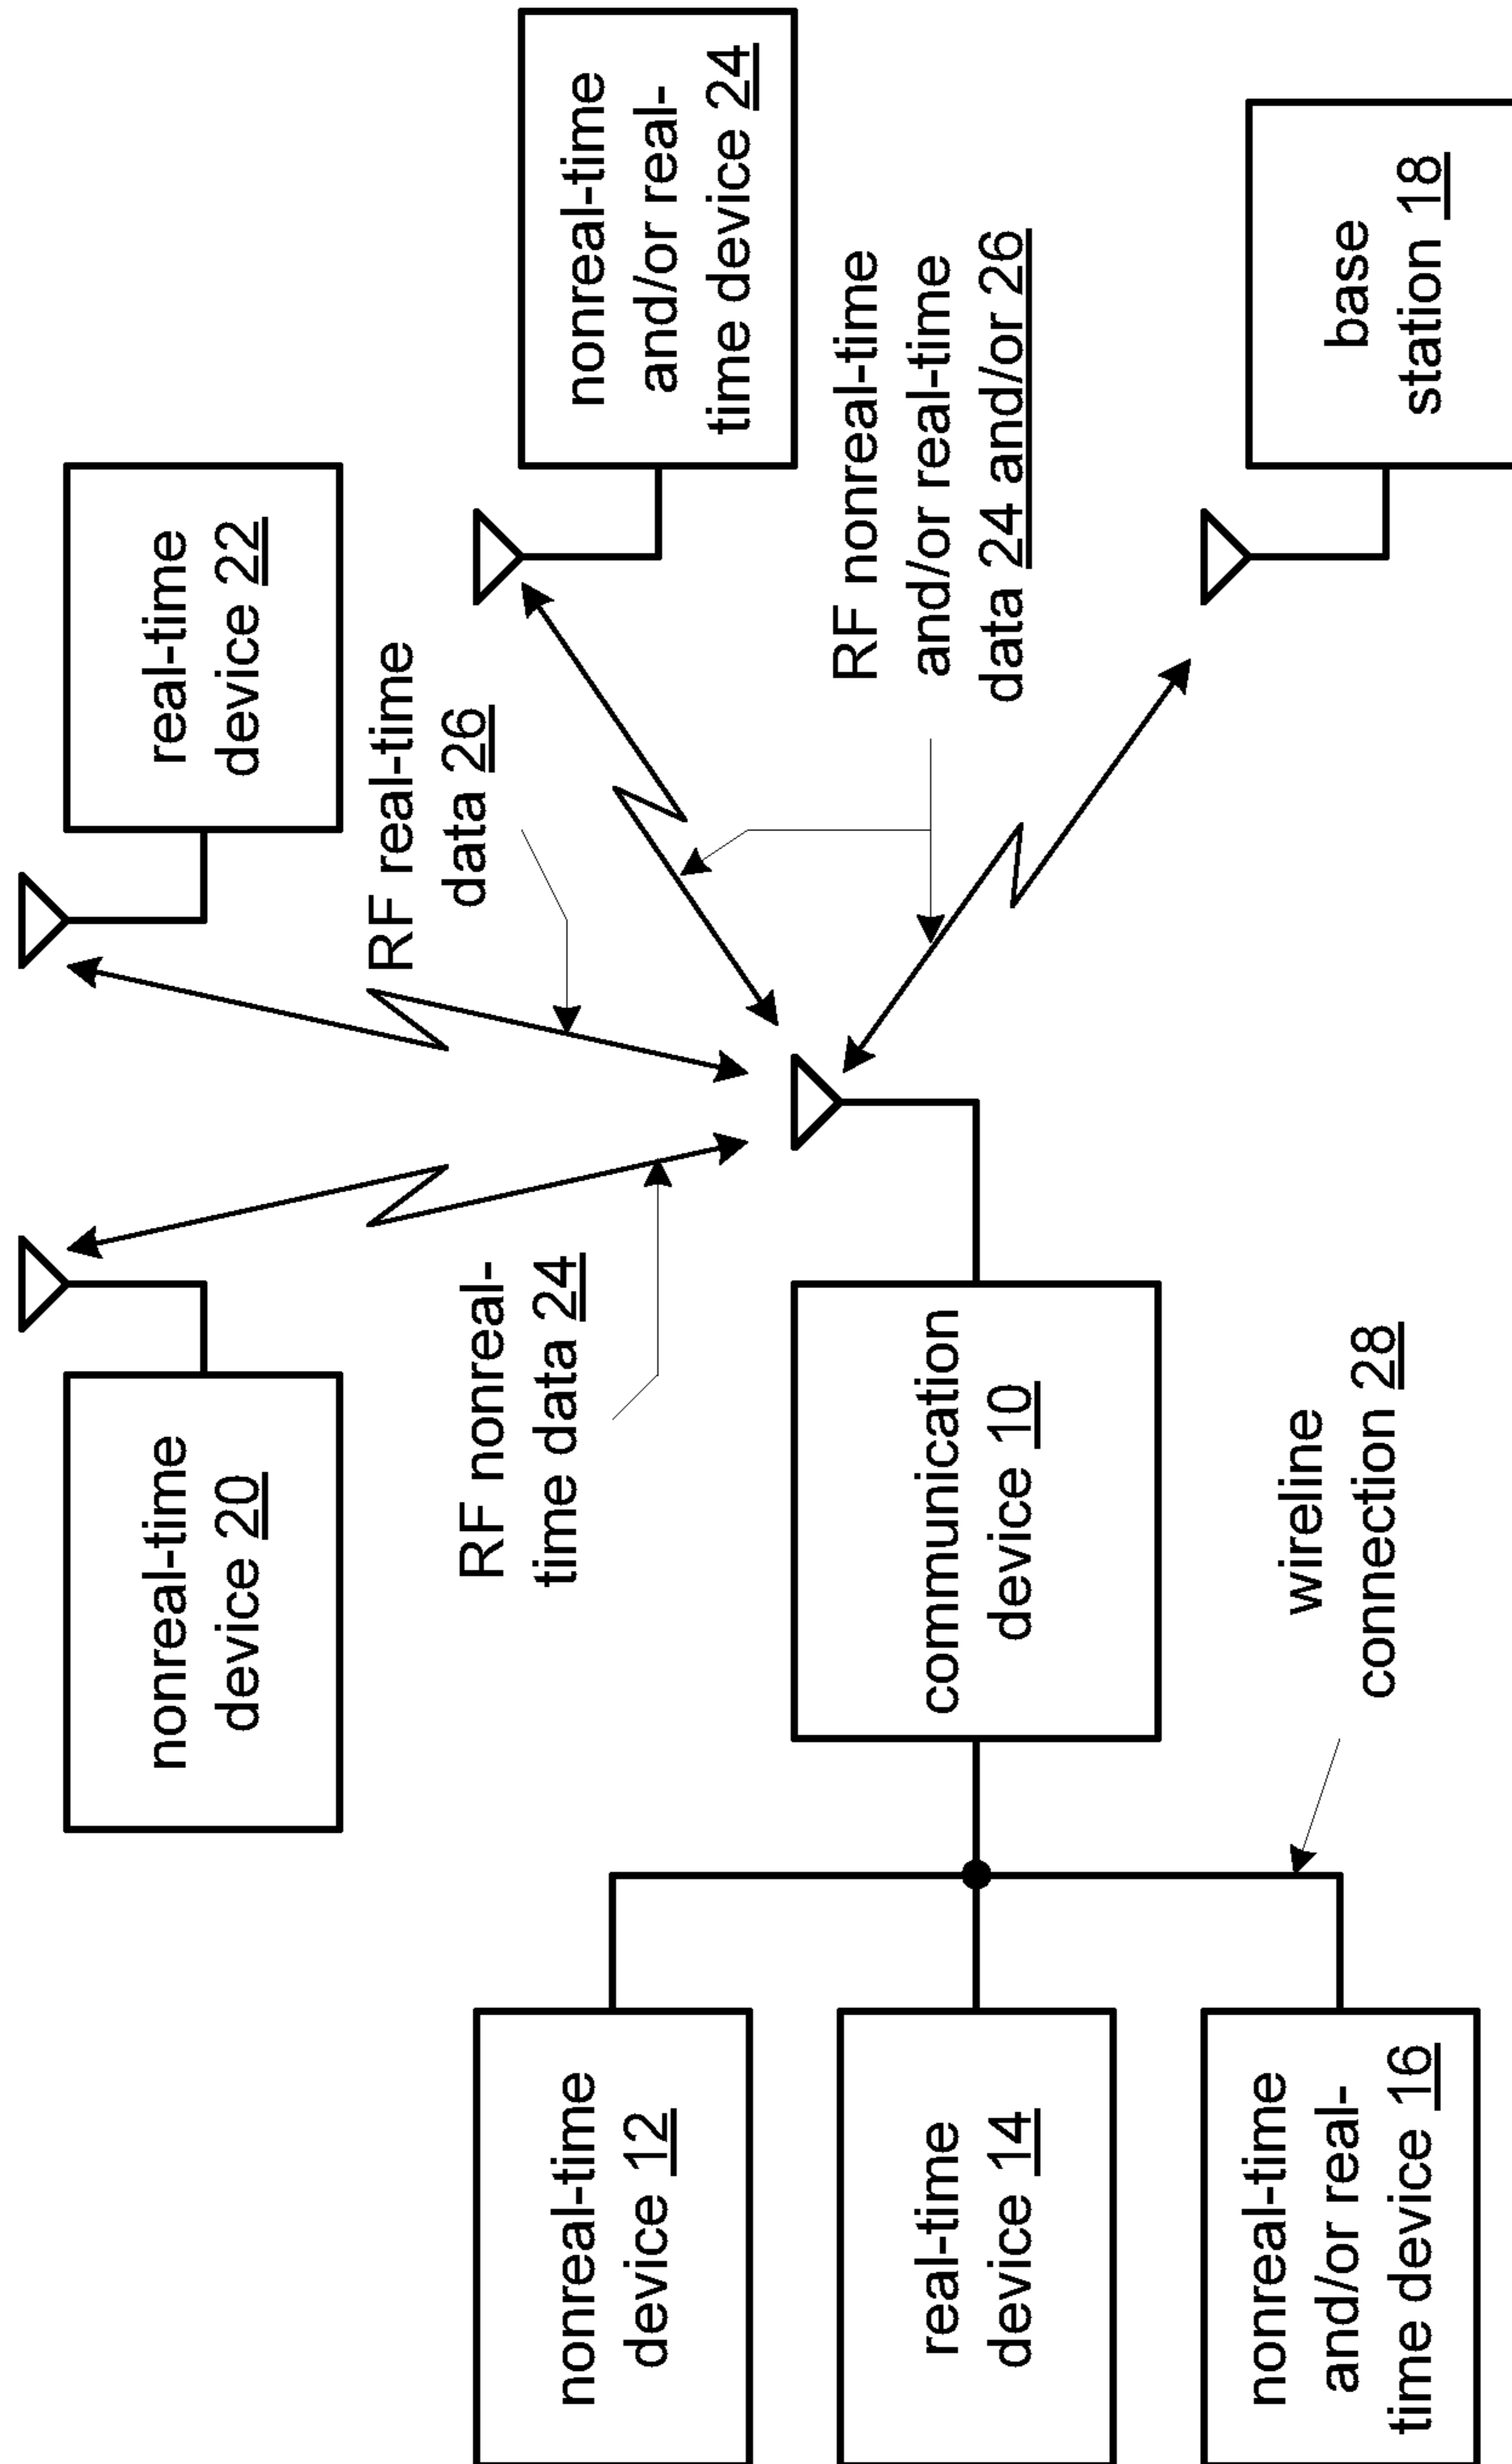 nonreal-time
device 20
real-time
device 22
RF real-time
data 26
nonreal-time
and/or real-
time device 24
RF nonreal-
time data 24
RF nonreal-time
and/or real-time
data 24 and/or 26
nonreal-time
device 12
communication
device 10
real-time
device 14
wireline
connection 28
nonreal-time
and/or real-
time device 16
base
station 18